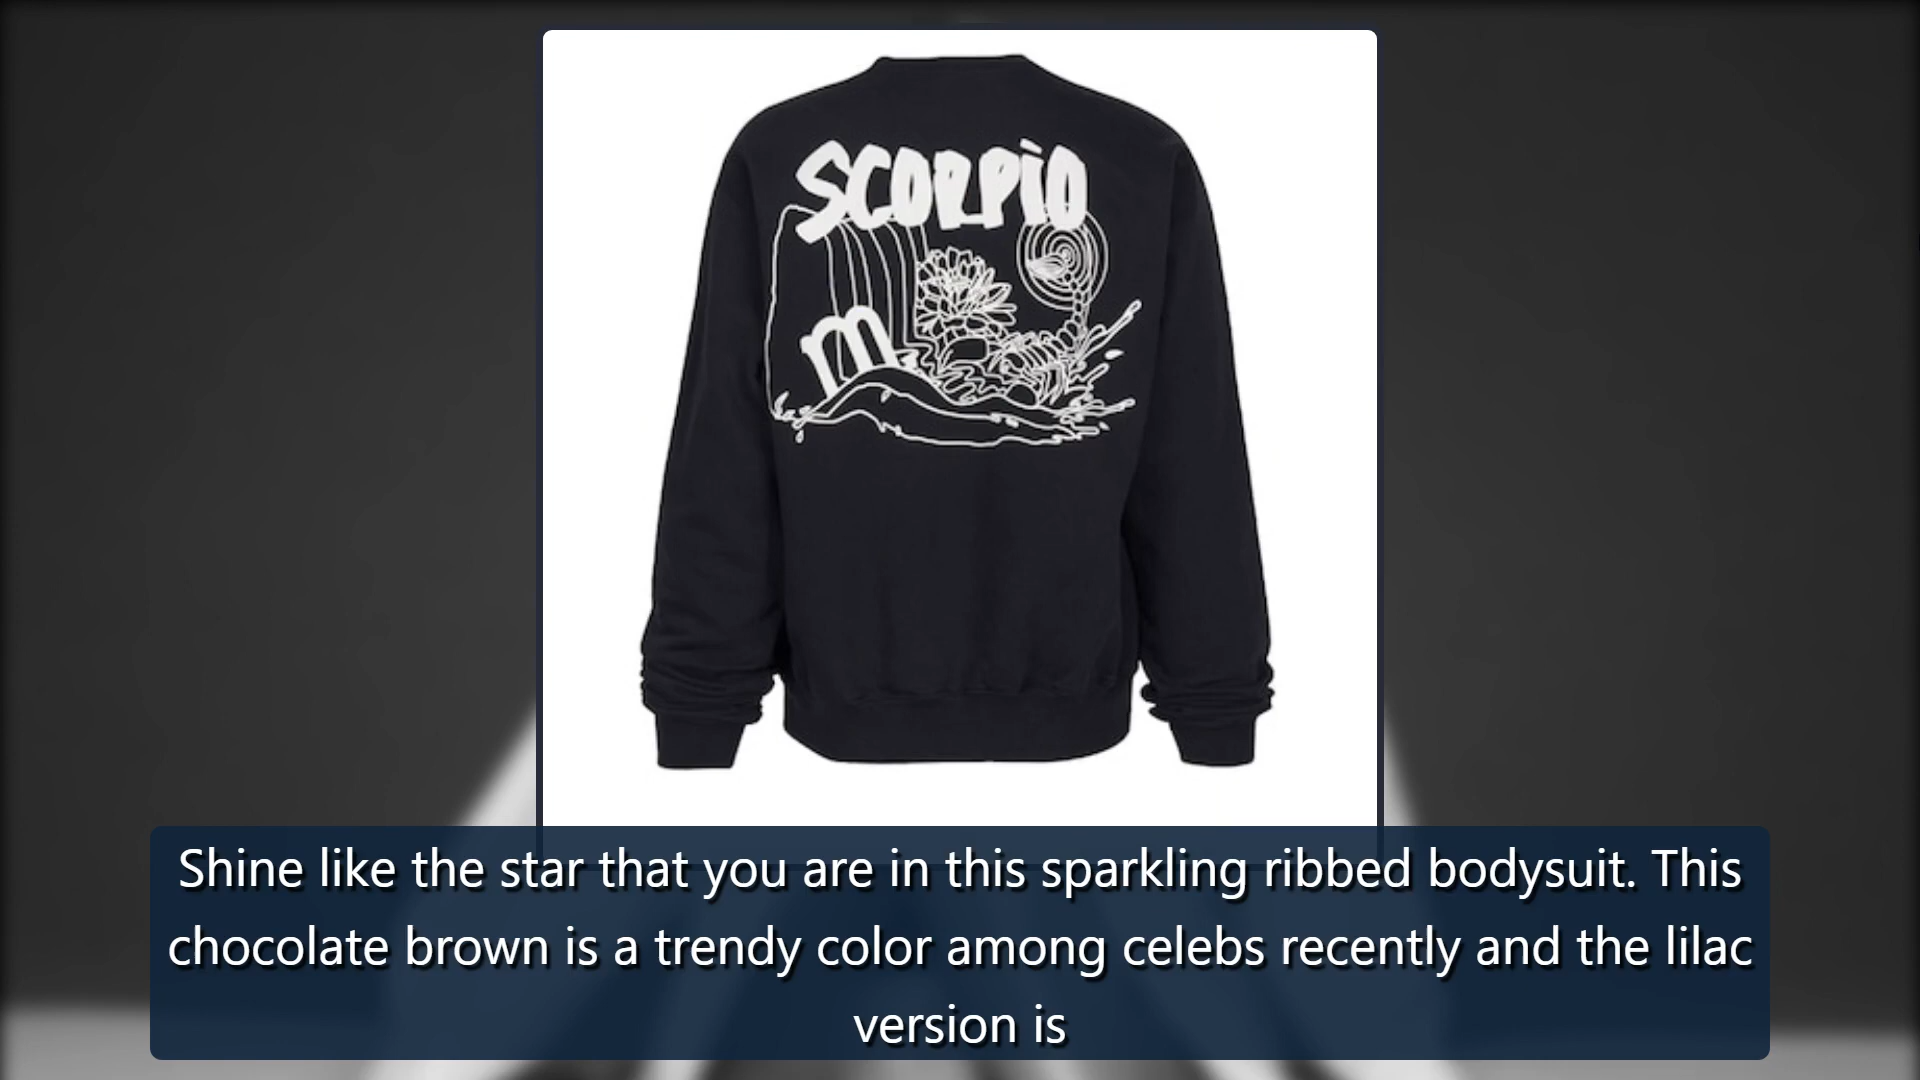 SCORPiO
m
Shine like the star that you are in this sparkling ribbed bodysuit. This
chocolate brown is a trendy color among celebs recently and the lilac
version is